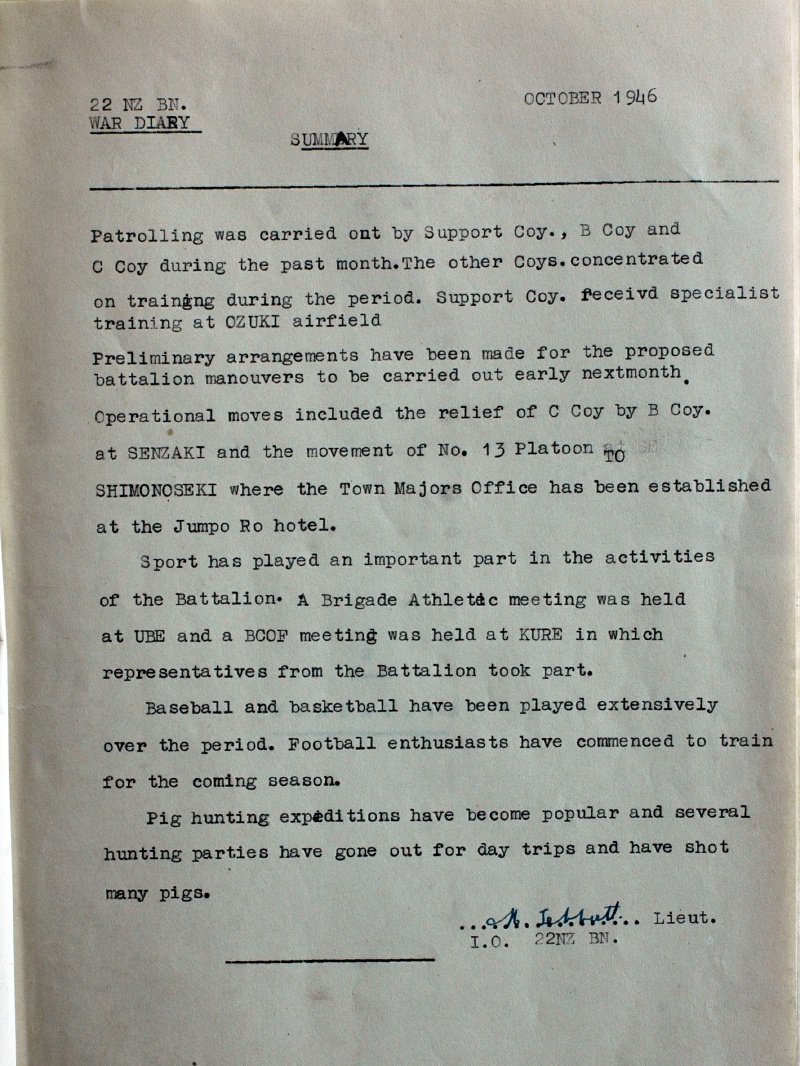 22 NZ BN.
OCTOBER 1946
WAR DIARY
SUMMARY
Patrolling was carried ont by Support Coy., B Coy and
C Coy during the past month.The other Coys.concentrated
on training during the period. Support Coy. receivd specialist
training at OZUKI airfield
Preliminary arrangements have been made for the proposed
battalion manouvers to be carried out early nextmonth.
Operational moves included the relief of C Coy by B Coy.
at SENZAKI and the movement of No. 13 Platoon TO
SHIMONOSEKI where the Town Majors Office has been established
at the Jumpo Ro hotel.
Sport has played an important part in the activities
of the Battalion. A Brigade Athletic meeting was held
at UBE and a BCOF meeting was held at KURE in which
representatives from the Battalion took part.
Baseball and basketball have been played extensively
over the period. Football enthusiasts have commenced to train
for the coming season.
Pig hunting expeditions have become popular and several
hunting parties have gone out for day trips and have shot
many pigs.
Lieut.
I.O. 22NZ BN.